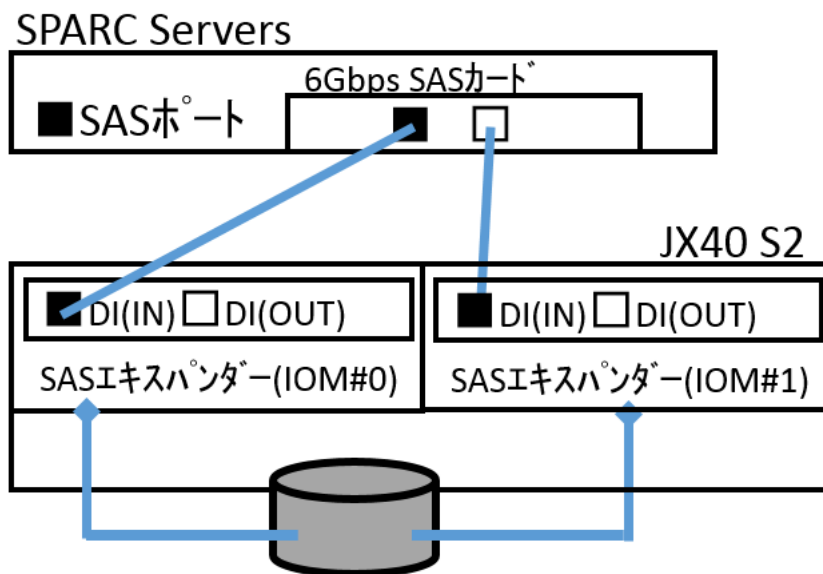 SPARC Servers
6Gbps SASｶｰﾄﾞ
■SASﾎﾟｰﾄ
JX40 S2
DI(IN) DI(OUT)
DI(IN) DI(OUT)
SASｴｷｽﾊﾟﾝﾀﾞｰ(IOM#0)
SASｴｷｽﾊﾟﾝﾀﾞｰ(IOM#1)